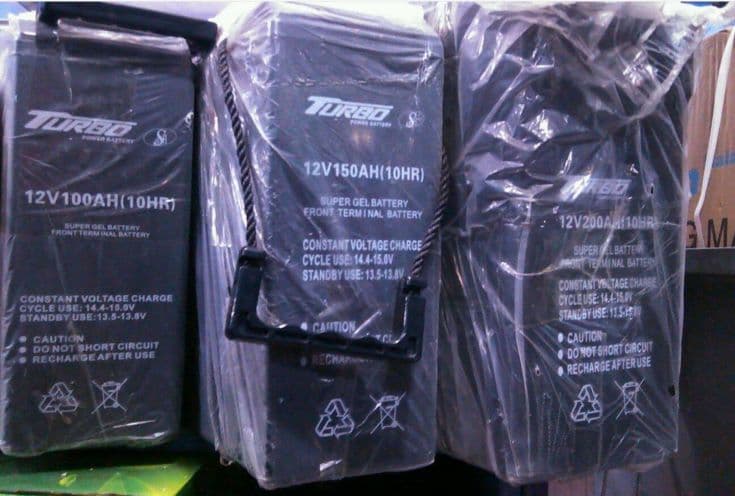 TURBO
POWER BATTERY
12V100AH(10HR)
SUPER GEL BATTERY
FRONT TERMINAL BATTERY
CONSTANT VOLTAGE CHARGE
CYCLE USE: 14.4-15.0V
STANDBY USE:13.5-13.8V
CAUTION
DO NOT SHORT CIRCUIT
RECHARGE AFTER USE
TURBO
POWER BATTERY
12V150AH(10HR)
SUPER GEL BATTERY
FRONT TERMINAL BATTERY
CONSTANT VOLTAGE CHARGE
CYCLE USE: 14.4-15.0V
STANDBY USE: 13.5-13.8V
CAUTION
RECHARGE
TURBO
12V200AH(10HR)
SUPER GEL BATTERY
FRONT TERMINAL BATTERY
CONSTANT VOLTAGE CHARGE
CYCLE USE: 14.4-15.0V
STANDBY USE: 13.5-13.8V
CAUTION
DO NOT SHORT CIRCUIT
RECHARGE AFTER USE